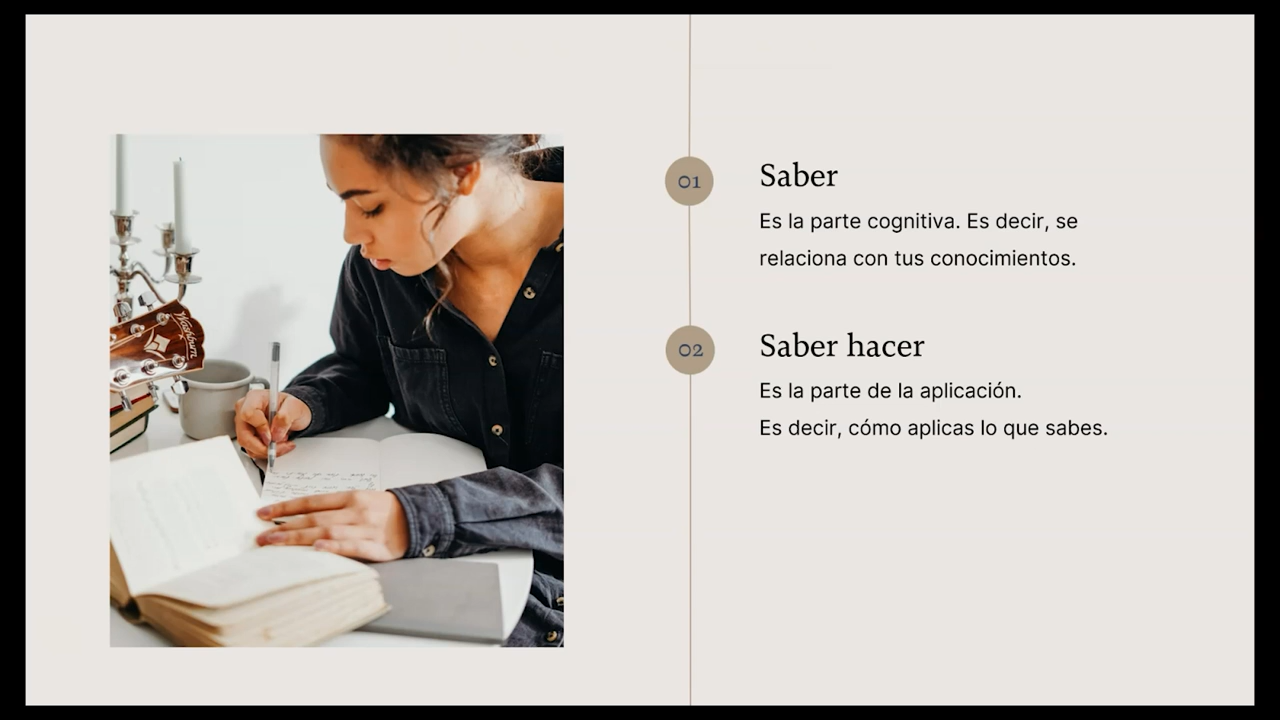 01
Saber
Es la parte cognitiva. Es decir, se
relaciona con tus conocimientos.
02
Saber hacer
Es la parte de la aplicación.
Es decir, cómo aplicas lo que sabes.
Washburn